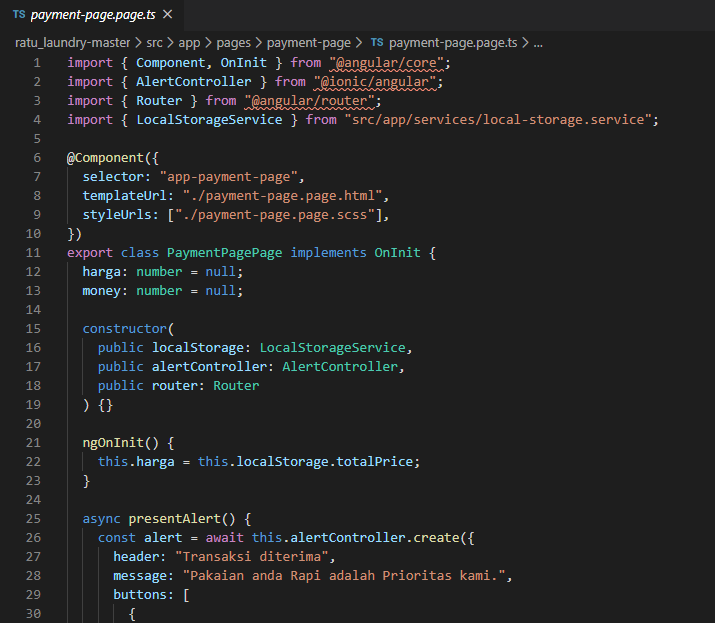 TS payment-page.page.ts ×
ratu_laundry-master > src > app > pages > payment-page > TS payment-page.page.ts > ...
1 import { Component, OnInit } from "@angular/core";
2 import { AlertController } from "@ionic/angular";
3 import { Router } from "@angular/router";
4 import { LocalStorageService } from "src/app/services/local-storage.service";
5
6 @Component({
7   selector: "app-payment-page",
8   templateUrl: "./payment-page.page.html",
9   styleUrls: ["./payment-page.page.scss"],
10 })
11 export class PaymentPagePage implements OnInit {
12   harga: number = null;
13   money: number = null;
14
15   constructor(
16     public localStorage: LocalStorageService,
17     public alertController: AlertController,
18     public router: Router
19   ) {}
20
21   ngOnInit() {
22     this.harga = this.localStorage.totalPrice;
23   }
24
25   async presentAlert() {
26     const alert = await this.alertController.create({
27       header: "Transaksi diterima",
28       message: "Pakaian anda Rapi adalah Prioritas kami.",
29       buttons: [
30         {